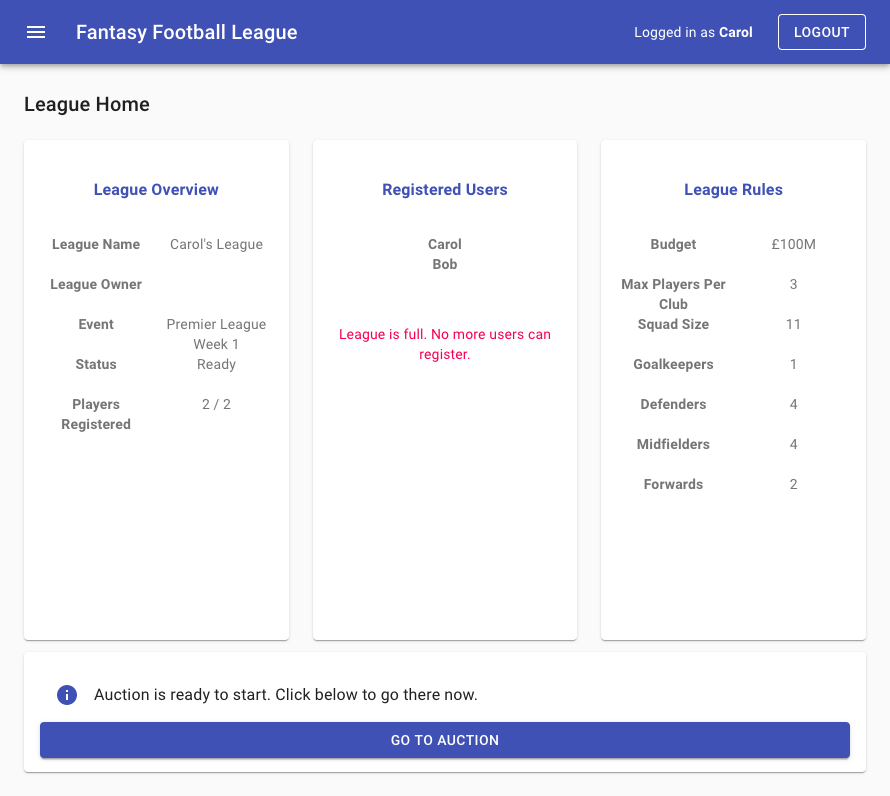 Fantasy Football League
Logged in as Carol
LOGOUT
League Home
League Overview
League Name Carol's League
League Owner
Event Premier League
Week 1
Status Ready
Players 2 / 2
Registered
Registered Users
Carol
Bob
League is full. No more users can
register.
League Rules
Budget £100M
Max Players Per 3
Club
Squad Size 11
Goalkeepers 1
Defenders 4
Midfielders 4
Forwards 2
Auction is ready to start. Click below to go there now.
GO TO AUCTION